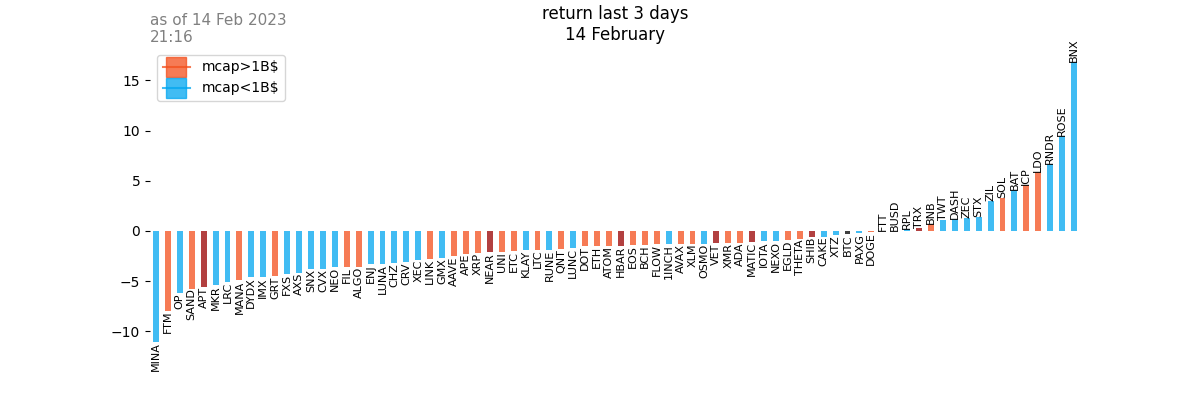 as of 14 Feb 2023
21:16
return last 3 days
14 February
mcap>1B$
mcap<1B$
15
10
5
0
−5
−10
MINA
FTM
OP
SAND
APT
MKR
LRC
MANA
DYDX
IMX
GRT
FXS
AXS
SNX
CVX
NEO
FIL
ALGO
ENJ
LUNA
CHZ
CRV
XEC
LINK
GMX
AAVE
APE
XRP
NEAR
UNI
ETC
KLAY
LTC
RUNE
QNT
LUNC
DOT
ETH
ATOM
HBAR
EOS
BCH
FLOW
1INCH
AVAX
XLM
OSMO
VET
XMR
ADA
MATIC
IOTA
NEXO
EGLD
THETA
SHIB
CAKE
XTZ
BTC
PAXG
DOGE
FTT
BUSD
RPL
TRX
BNB
TWT
DASH
ZEC
STX
ZIL
SOL
BAT
ICP
LDO
RNDR
ROSE
BNX